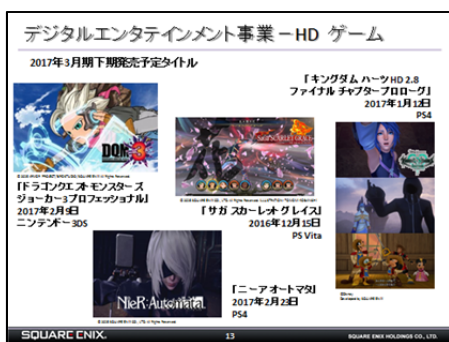 デジタルエンタテインメント事業－HD ゲーム
2017年3月期下期発売予定タイトル
『キングダム ハーツ HD 2.8
ファイナル チャプター プロローグ』
2017年1月12日
PS4
DQM
『ドラゴンクエストモンスターズ
ジョーカー3プロフェッショナル』
2017年2月9日
ニンテンドー3DS
SCARLET GRACE
『サガ スカーレット グレイス』
2016年12月15日
PS Vita
NieR:Automata
『ニーア オートマタ』
2017年2月23日
PS4
SQUARE ENIX.
13
SQUARE ENIX HOLDINGS CO., LTD.